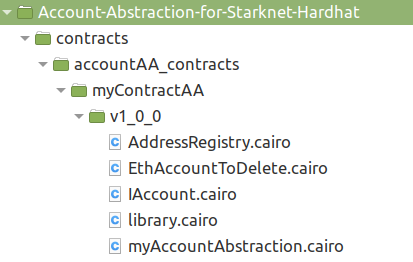 Account-Abstraction-for-Starknet-Hardhat
contracts
accountAA_contracts
myContractAA
v1_0_0
AddressRegistry.cairo
EthAccountToDelete.cairo
IAccount.cairo
library.cairo
myAccountAbstraction.cairo